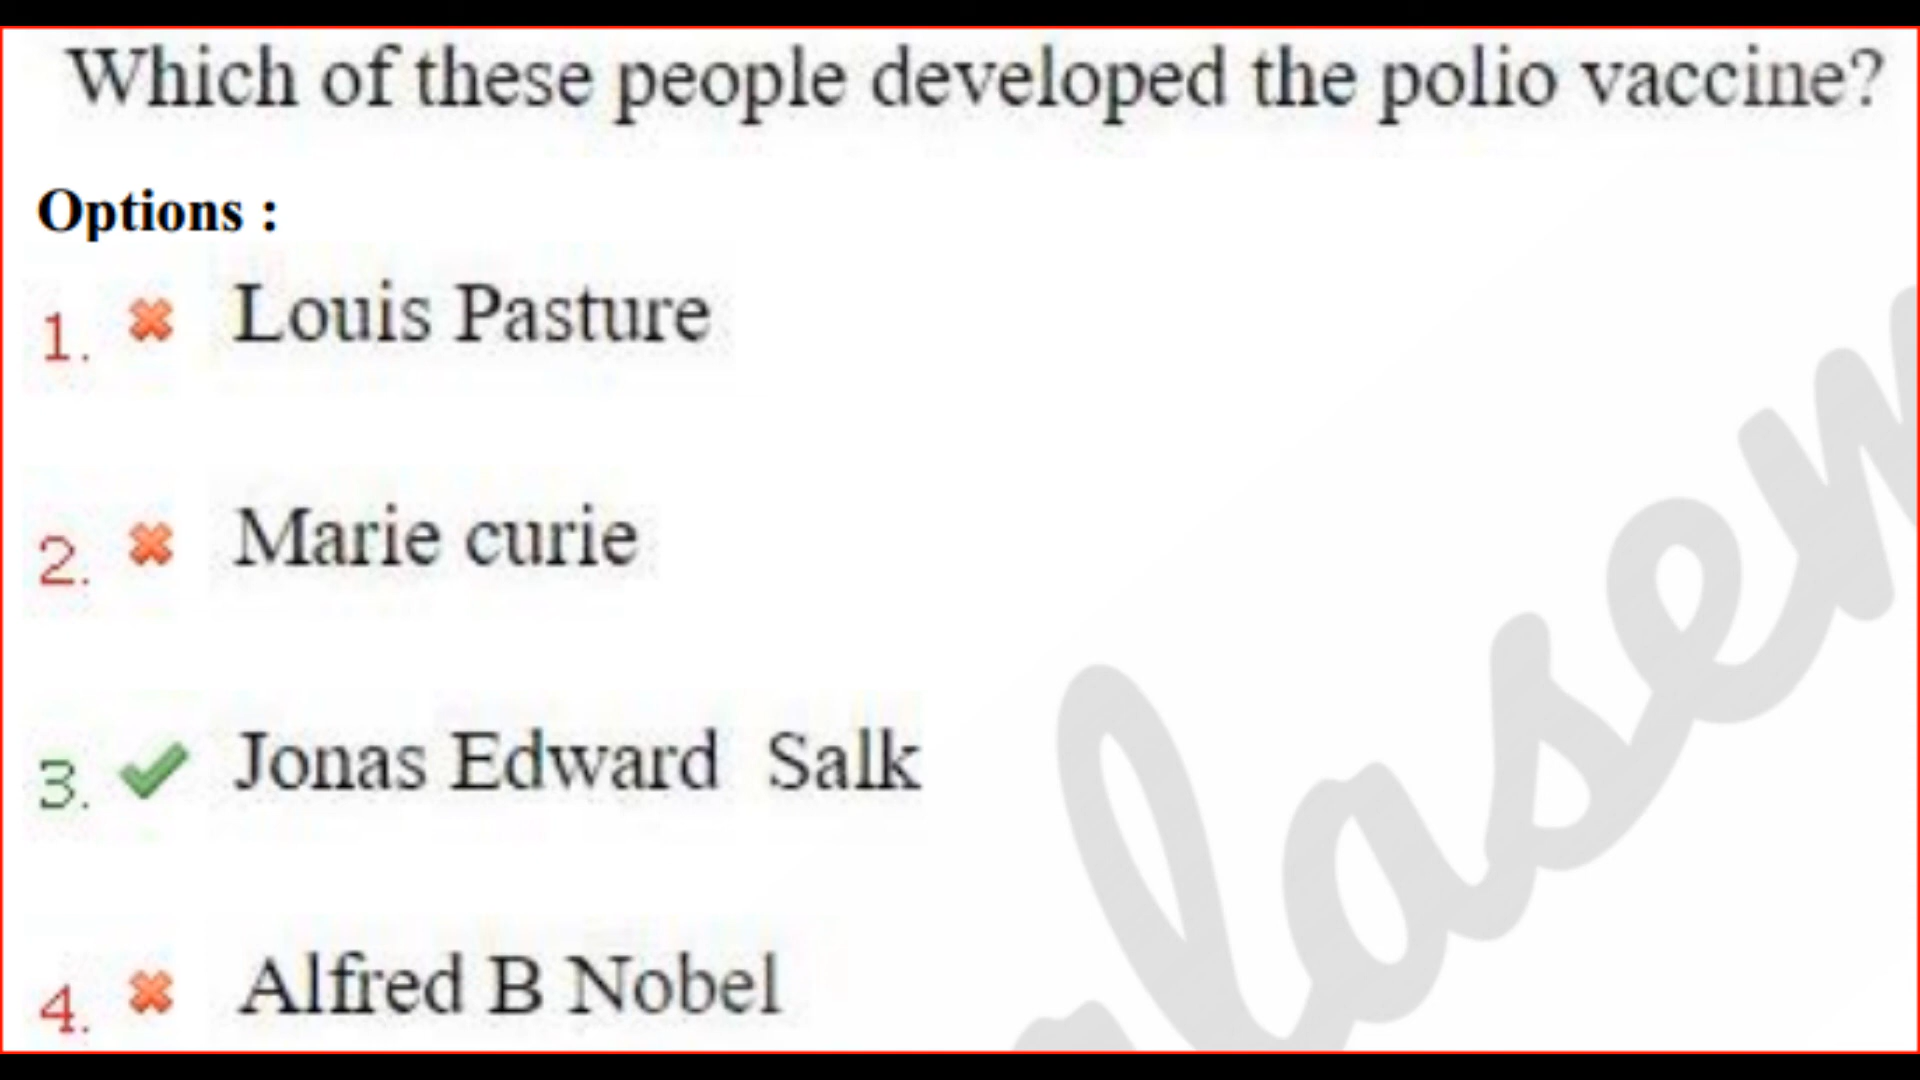 Which of these people developed the polio vaccine?
Options :
1. Louis Pasture
2. Marie curie
3. Jonas Edward Salk
4. Alfred B Nobel